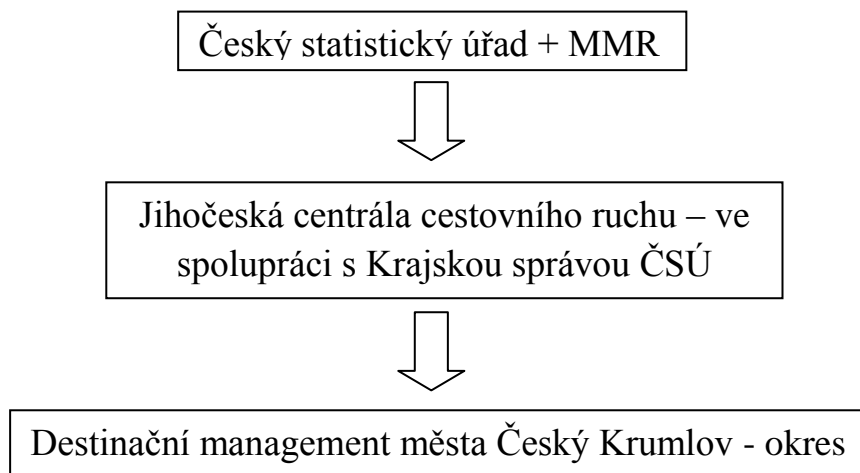 Český statistický úřad + MMR
Jihočeská centrála cestovního ruchu – ve
spolupráci s Krajskou správou ČSÚ
Destinační management města Český Krumlov - okres